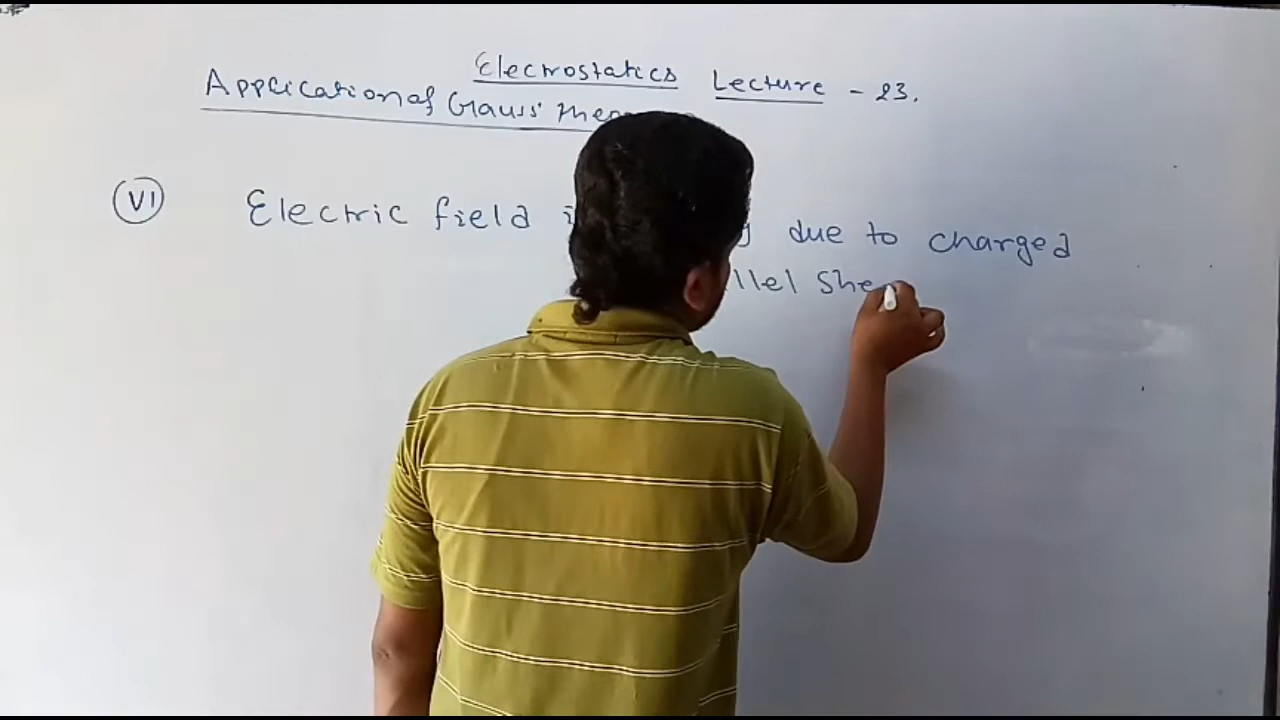 Electrostatics Lecture - 23.
Application of Gauss' theo
VI Electric field i y due to charged
llel She